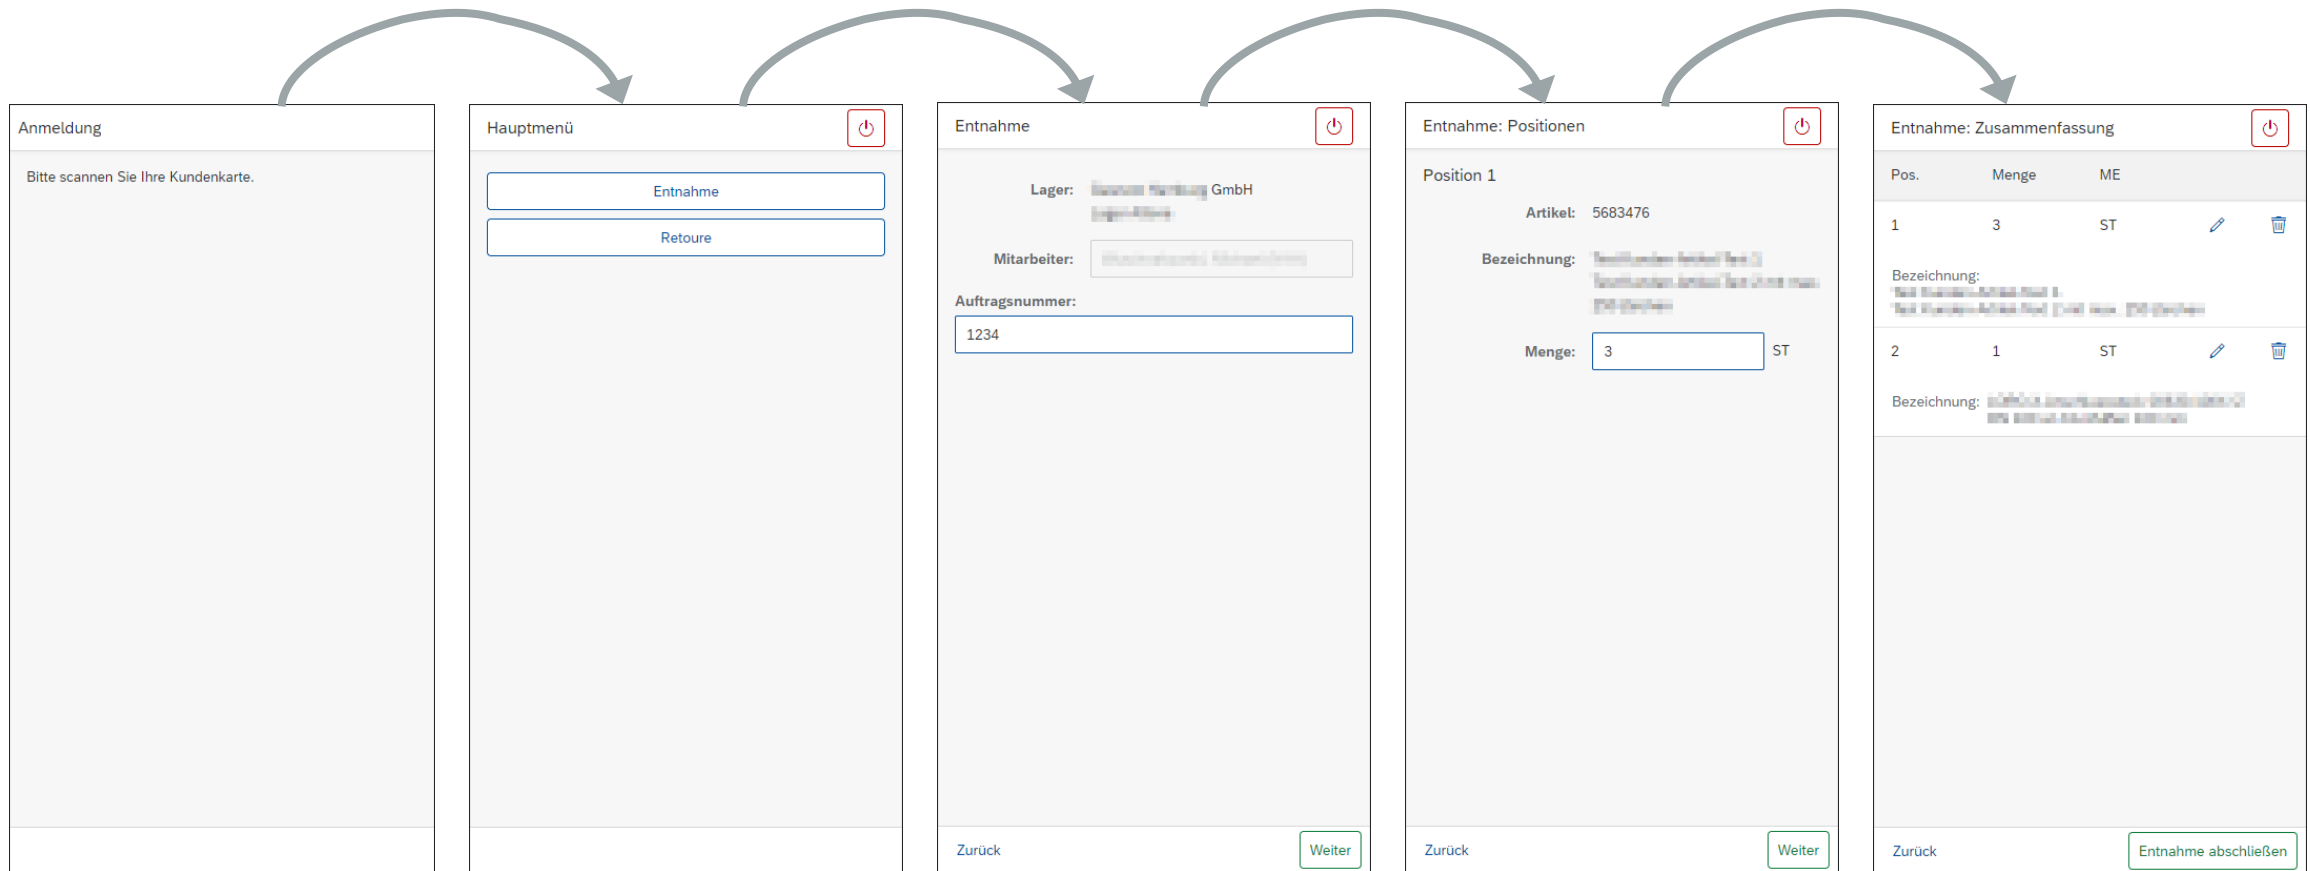 Anmeldung
Bitte scannen Sie Ihre Kundenkarte.
Hauptmenü
Entnahme
Retoure
Entnahme
Lager: GmbH
Mitarbeiter:
Auftragsnummer:
1234
Zurück Weiter
Entnahme: Positionen
Position 1
Artikel: 5683476
Bezeichnung:
Menge: 3 ST
Zurück Weiter
Entnahme: Zusammenfassung
Pos. Menge ME
1 3 ST
Bezeichnung:
2 1 ST
Bezeichnung:
Zurück Entnahme abschließen